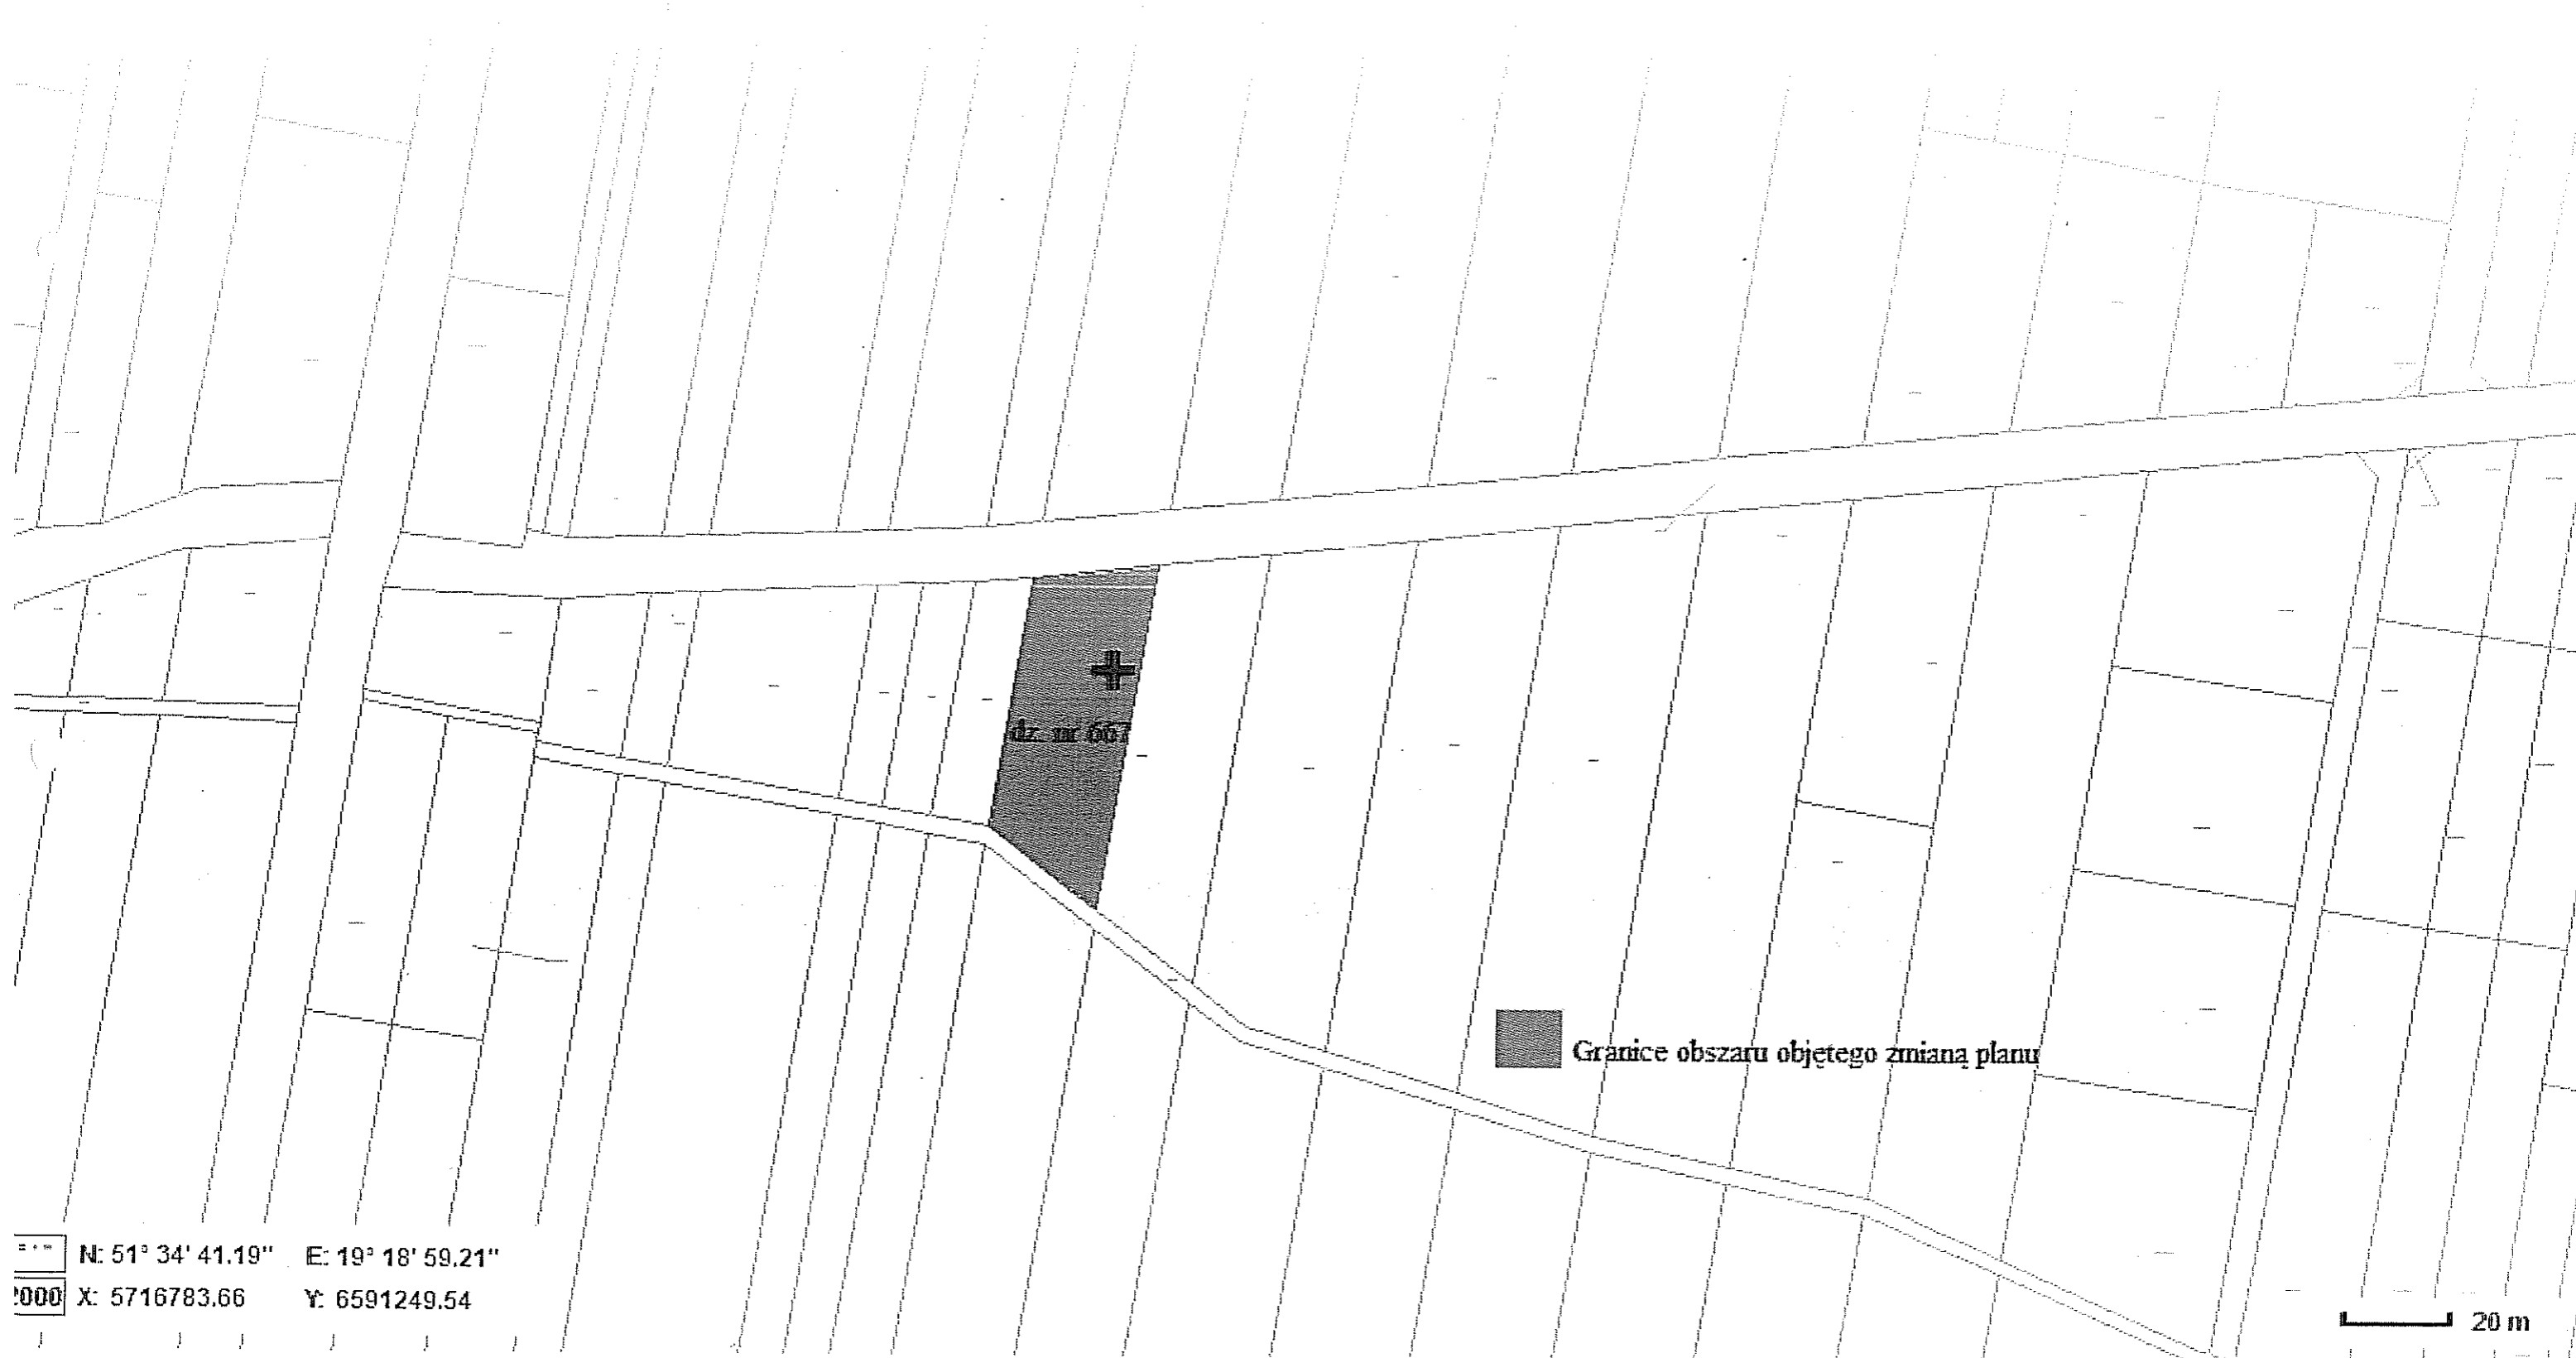 dz. nr 667
Granice obszaru objętego zmianą planu
N: 51° 34' 41.19" E: 19° 18' 59.21"
2000 X: 5716783.66 Y: 6591249.54
20 m